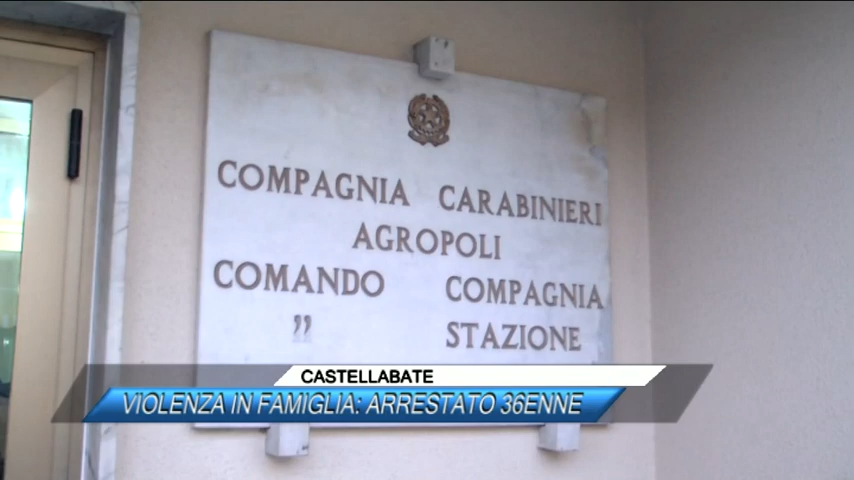 COMPAGNIA CARABINIERI
AGROPOLI
COMANDO COMPAGNIA
" STAZIONE
CASTELLABATE
VIOLENZA IN FAMIGLIA: ARRESTATO 36ENNE